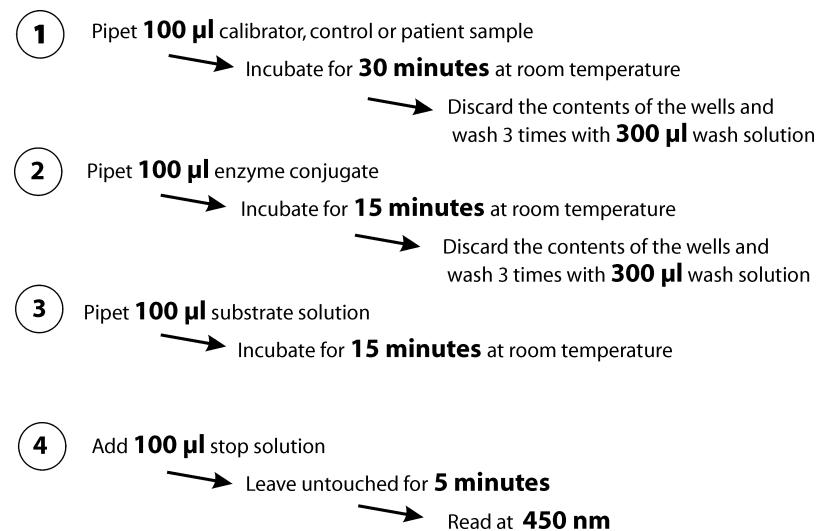 1 Pipet 100 µl calibrator, control or patient sample
Incubate for 30 minutes at room temperature
Discard the contents of the wells and
wash 3 times with 300 µl wash solution
2 Pipet 100 µl enzyme conjugate
Incubate for 15 minutes at room temperature
Discard the contents of the wells and
wash 3 times with 300 µl wash solution
3 Pipet 100 µl substrate solution
Incubate for 15 minutes at room temperature
4 Add 100 µl stop solution
Leave untouched for 5 minutes
Read at 450 nm